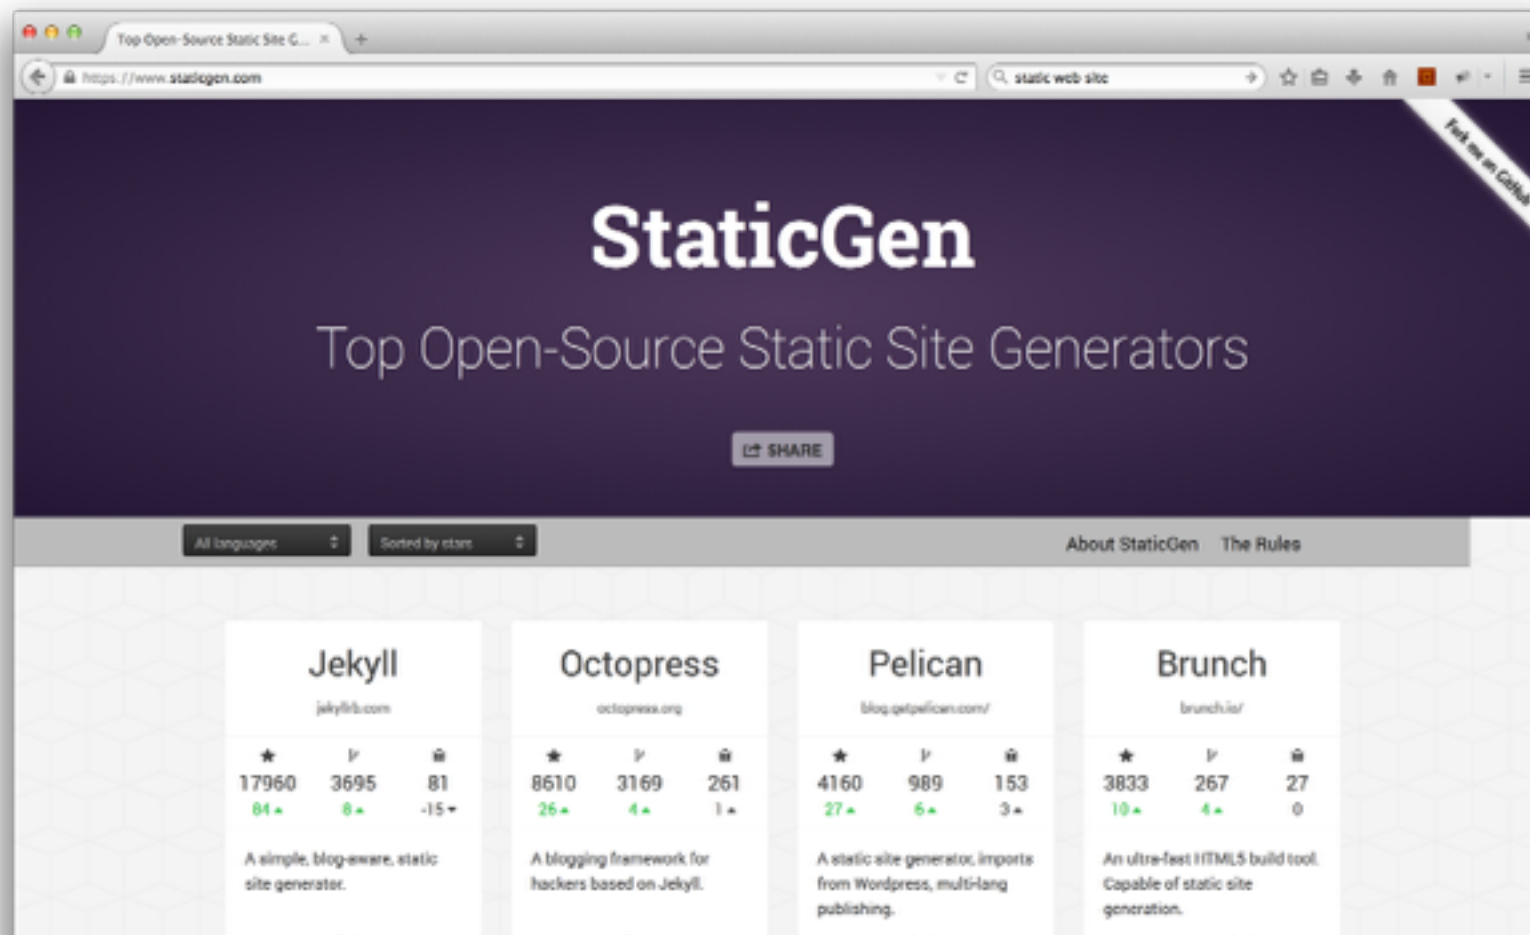 Top Open-Source Static Site G...
https://www.staticgen.com
static web site
Fork me on GitHub
StaticGen
Top Open-Source Static Site Generators
SHARE
All languages
Sorted by stars
About StaticGen
The Rules
Jekyll
jekyllrb.com
17960 3695 81
84 8 -15
A simple, blog-aware, static
site generator.
Octopress
octopress.org
8610 3169 261
26 4 1
A blogging framework for
hackers based on Jekyll.
Pelican
blog.getpelican.com/
4160 989 153
27 6 3
A static site generator, imports
from Wordpress, multi-lang
publishing.
Brunch
brunch.io/
3833 267 27
10 4 0
An ultra-fast HTML5 build tool.
Capable of static site
generation.